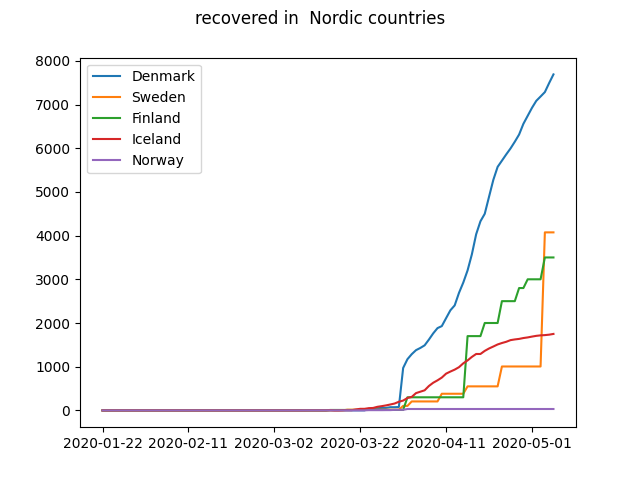 recovered in  Nordic countries
8000
7000
6000
5000
4000
3000
2000
1000
0
Denmark
Sweden
Finland
Iceland
Norway
2020-01-22 2020-02-11 2020-03-02 2020-03-22 2020-04-11 2020-05-01